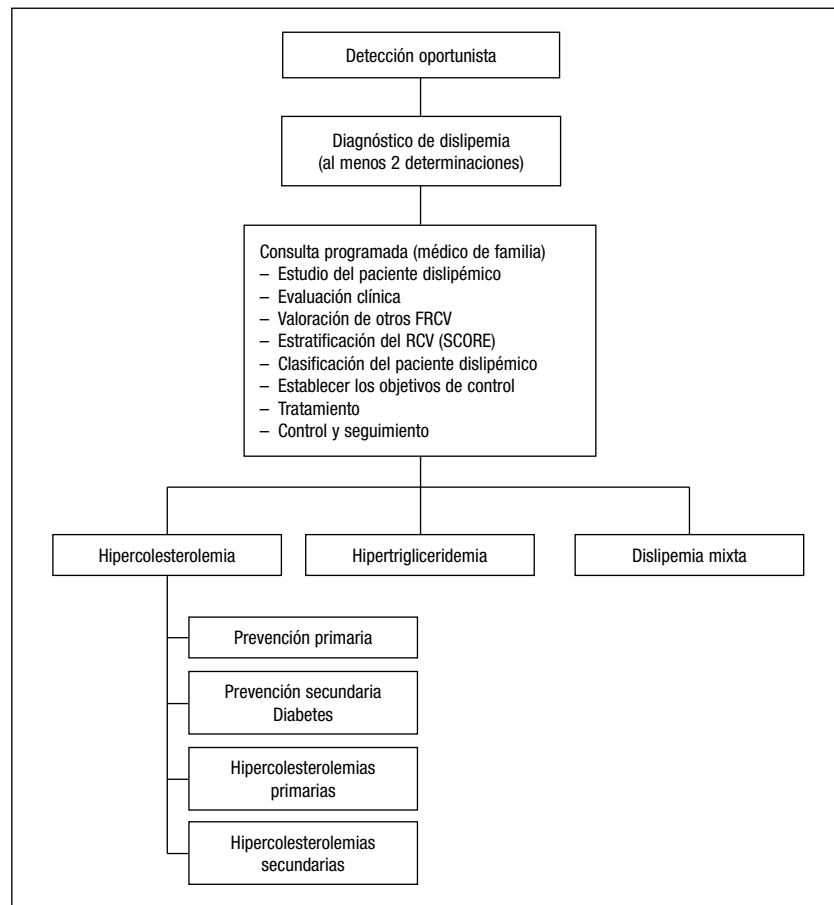 Detección oportunista
Diagnóstico de dislipemia
(al menos 2 determinaciones)
Consulta programada (médico de familia)
– Estudio del paciente dislipémico
– Evaluación clínica
– Valoración de otros FRCV
– Estratificación del RCV (SCORE)
– Clasificación del paciente dislipémico
– Establecer los objetivos de control
– Tratamiento
– Control y seguimiento
Hipercolesterolemia
Hipertrigliceridemia
Dislipemia mixta
Prevención primaria
Prevención secundaria
Diabetes
Hipercolesterolemias
primarias
Hipercolesterolemias
secundarias